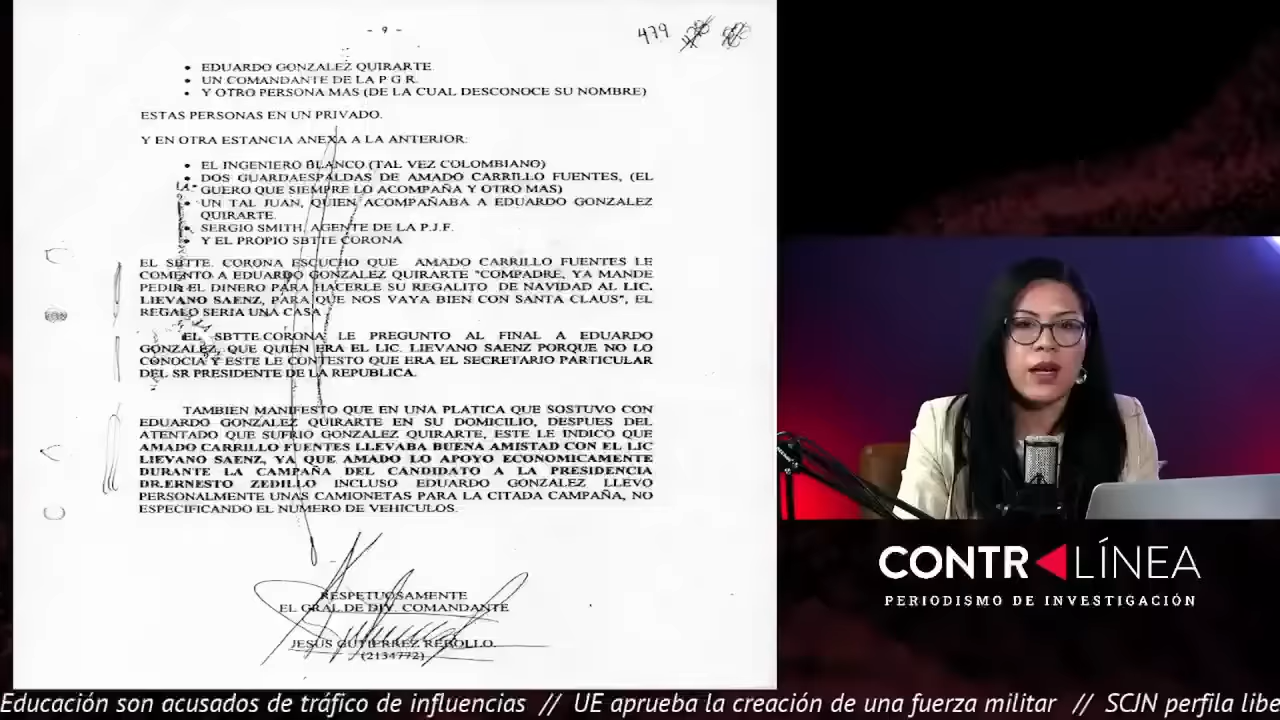 - 9 -
479
• EDUARDO GONZALEZ QUIRARTE
• UN COMANDANTE DE LA P G R.
• Y OTRO PERSONA MAS (DE LA CUAL DESCONOCE SU NOMBRE)
ESTAS PERSONAS EN UN PRIVADO.
Y EN OTRA ESTANCIA ANEXA A LA ANTERIOR:
• EL INGENIERO BLANCO (TAL VEZ COLOMBIANO)
• DOS GUARDAESPALDAS DE AMADO CARRILLO FUENTES, (EL
GUERO QUE SIEMPRE LO ACOMPAÑA Y OTRO MAS)
• UN TAL JUAN, QUIEN ACOMPAÑABA A EDUARDO GONZALEZ
QUIRARTE.
• SERGIO SMITH, AGENTE DE LA P.J.F.
• Y EL PROPIO SBTTE CORONA
EL SBTTE. CORONA ESCUCHO QUE AMADO CARRILLO FUENTES LE
COMENTO A EDUARDO GONZALEZ QUIRARTE "COMPADRE, YA MANDE
PEDIR EL DINERO PARA HACERLE SU REGALITO DE NAVIDAD AL LIC.
LIEVANO SAENZ, PARA QUE NOS VAYA BIEN CON SANTA CLAUS", EL
REGALO SERIA UNA CASA
EL SBTTE.CORONA LE PREGUNTO AL FINAL A EDUARDO
GONZALEZ, QUE QUIEN ERA EL LIC. LIEVANO SAENZ PORQUE NO LO
CONOCIA Y ESTE LE CONTESTO QUE ERA EL SECRETARIO PARTICULAR
DEL SR PRESIDENTE DE LA REPUBLICA.
TAMBIEN MANIFESTO QUE EN UNA PLATICA QUE SOSTUVO CON
EDUARDO GONZALEZ QUIRARTE EN SU DOMICILIO, DESPUES DEL
ATENTADO QUE SUFRIO GONZALEZ QUIRARTE, ESTE LE INDICO QUE
AMADO CARRILLO FUENTES LLEVABA BUENA AMISTAD CON EL LIC
LIEVANO SAENZ, YA QUE AMADO LO APOYO ECONOMICAMENTE
DURANTE LA CAMPAÑA DEL CANDIDATO A LA PRESIDENCIA
DR.ERNESTO ZEDILLO INCLUSO EDUARDO GONZALEZ LLEVO
PERSONALMENTE UNAS CAMIONETAS PARA LA CITADA CAMPAÑA, NO
ESPECIFICANDO EL NUMERO DE VEHICULOS.
RESPETUOSAMENTE
EL GRAL.DE DIV. COMANDANTE
JESUS GUTIERREZ REBOLLO.
(2134772)
CONTR LÍNEA
PERIODISMO DE INVESTIGACIÓN
Educación son acusados de tráfico de influencias // UE aprueba la creación de una fuerza militar // SCJN perfila libe